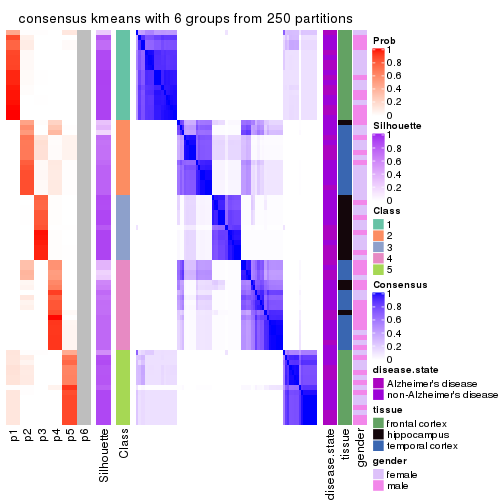 consensus kmeans with 6 groups from 250 partitions
Prob
1
0.8
0.6
0.4
0.2
0
Silhouette
1
0.8
0.6
0.4
0.2
0
Class
1
2
3
4
5
Consensus
1
0.8
0.6
0.4
0.2
0
disease.state
Alzheimer's disease
non-Alzheimer's disease
tissue
frontal cortex
hippocampus
temporal cortex
gender
female
male
p1
p2
p3
p4
p5
p6
Silhouette
Class
disease.state
tissue
gender